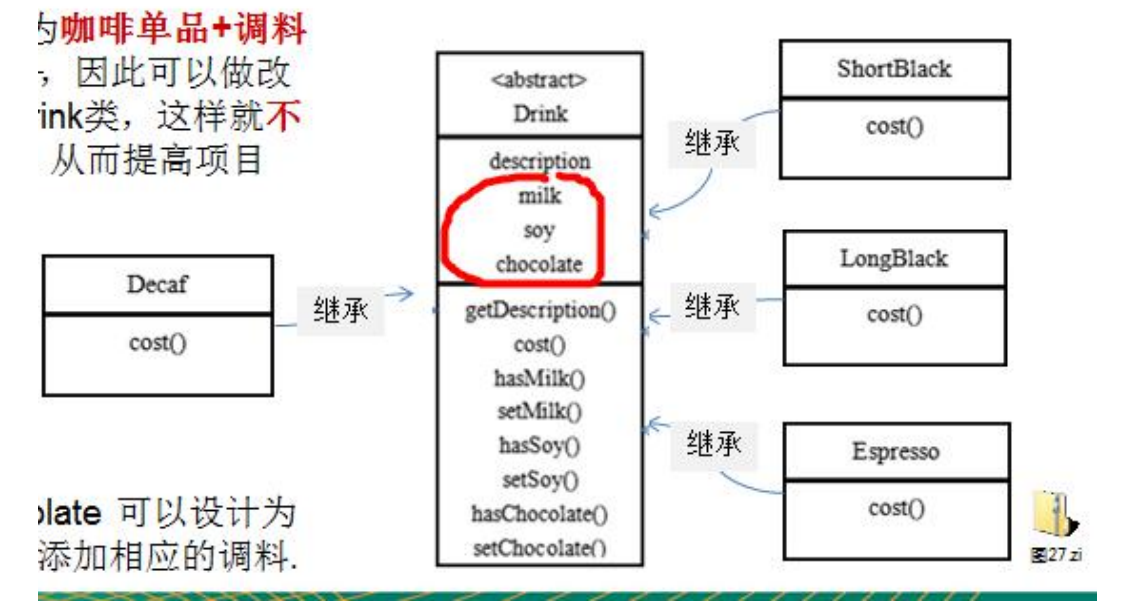 为咖啡单品+调料
,因此可以做改
rink类，这样就不
从而提高项目
<abstract>
Drink
description
milk
soy
chocolate
getDescription()
cost()
hasMilk()
setMilk()
hasSoy()
setSoy()
hasChocolate()
setChocolate()
Decaf
cost()
继承
ShortBlack
cost()
继承
LongBlack
cost()
继承
Espresso
cost()
继承
olate 可以设计为
添加相应的调料.
图27 zi